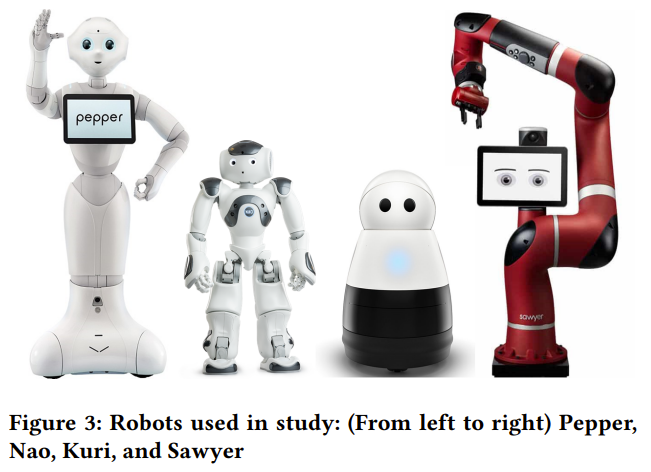 pepper
sawyer
Figure 3: Robots used in study: (From left to right) Pepper,
Nao, Kuri, and Sawyer